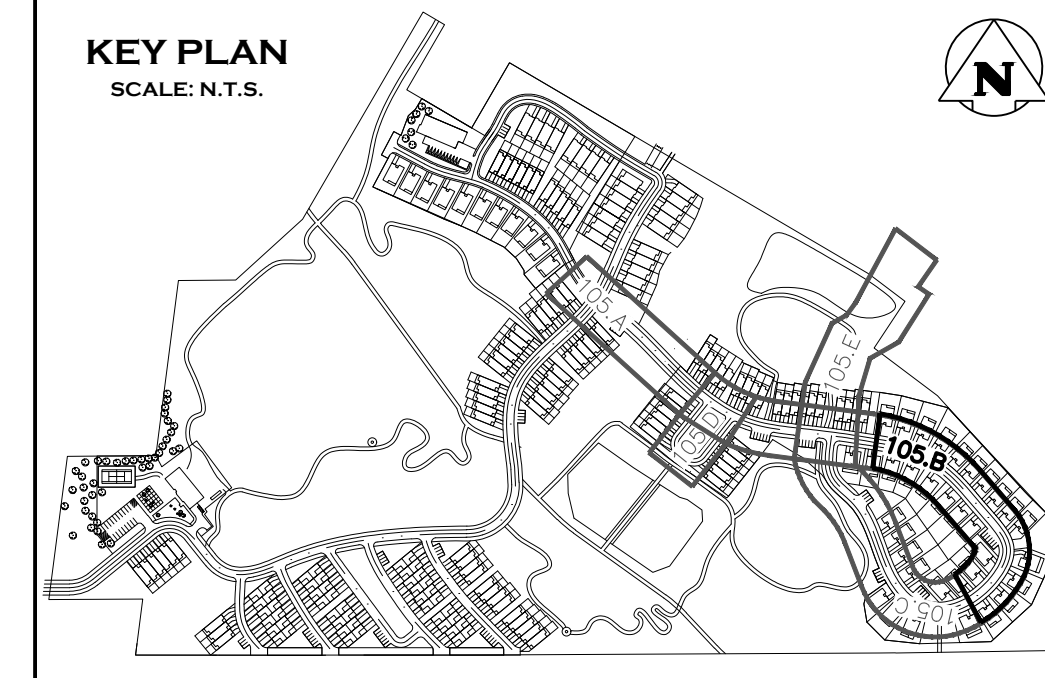 KEY PLAN
SCALE: N.T.S.
N
105.A
105.E
105.D
105.B
105.C